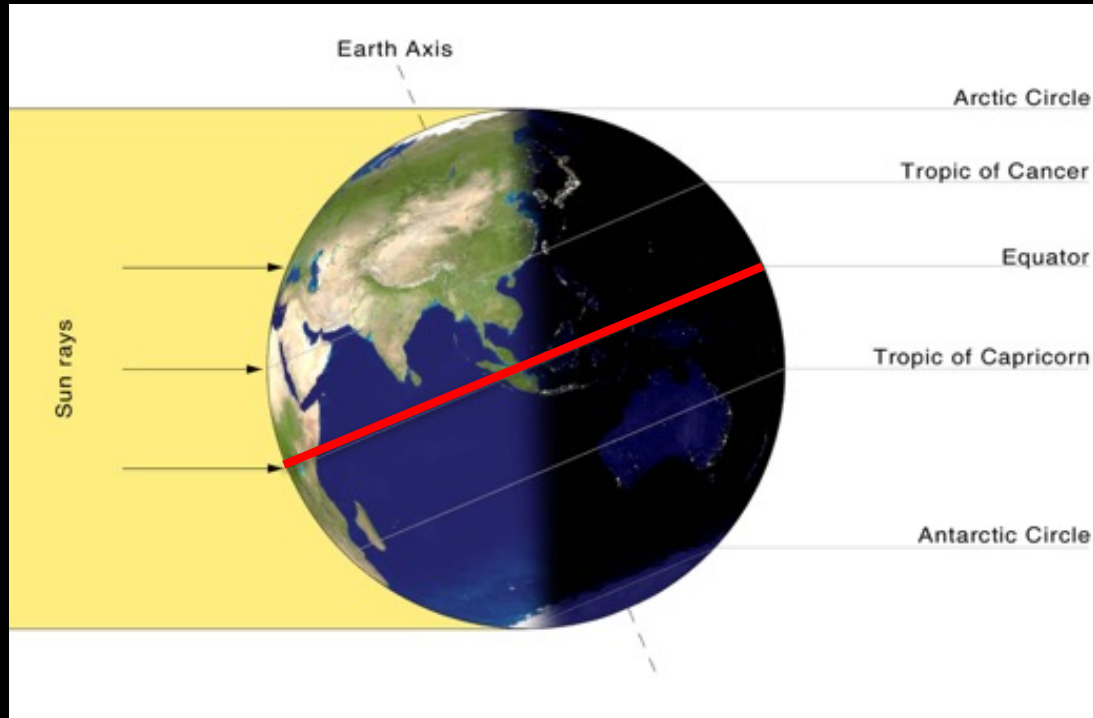 Earth Axis
Arctic Circle
Tropic of Cancer
Equator
Tropic of Capricorn
Antarctic Circle
Sun rays